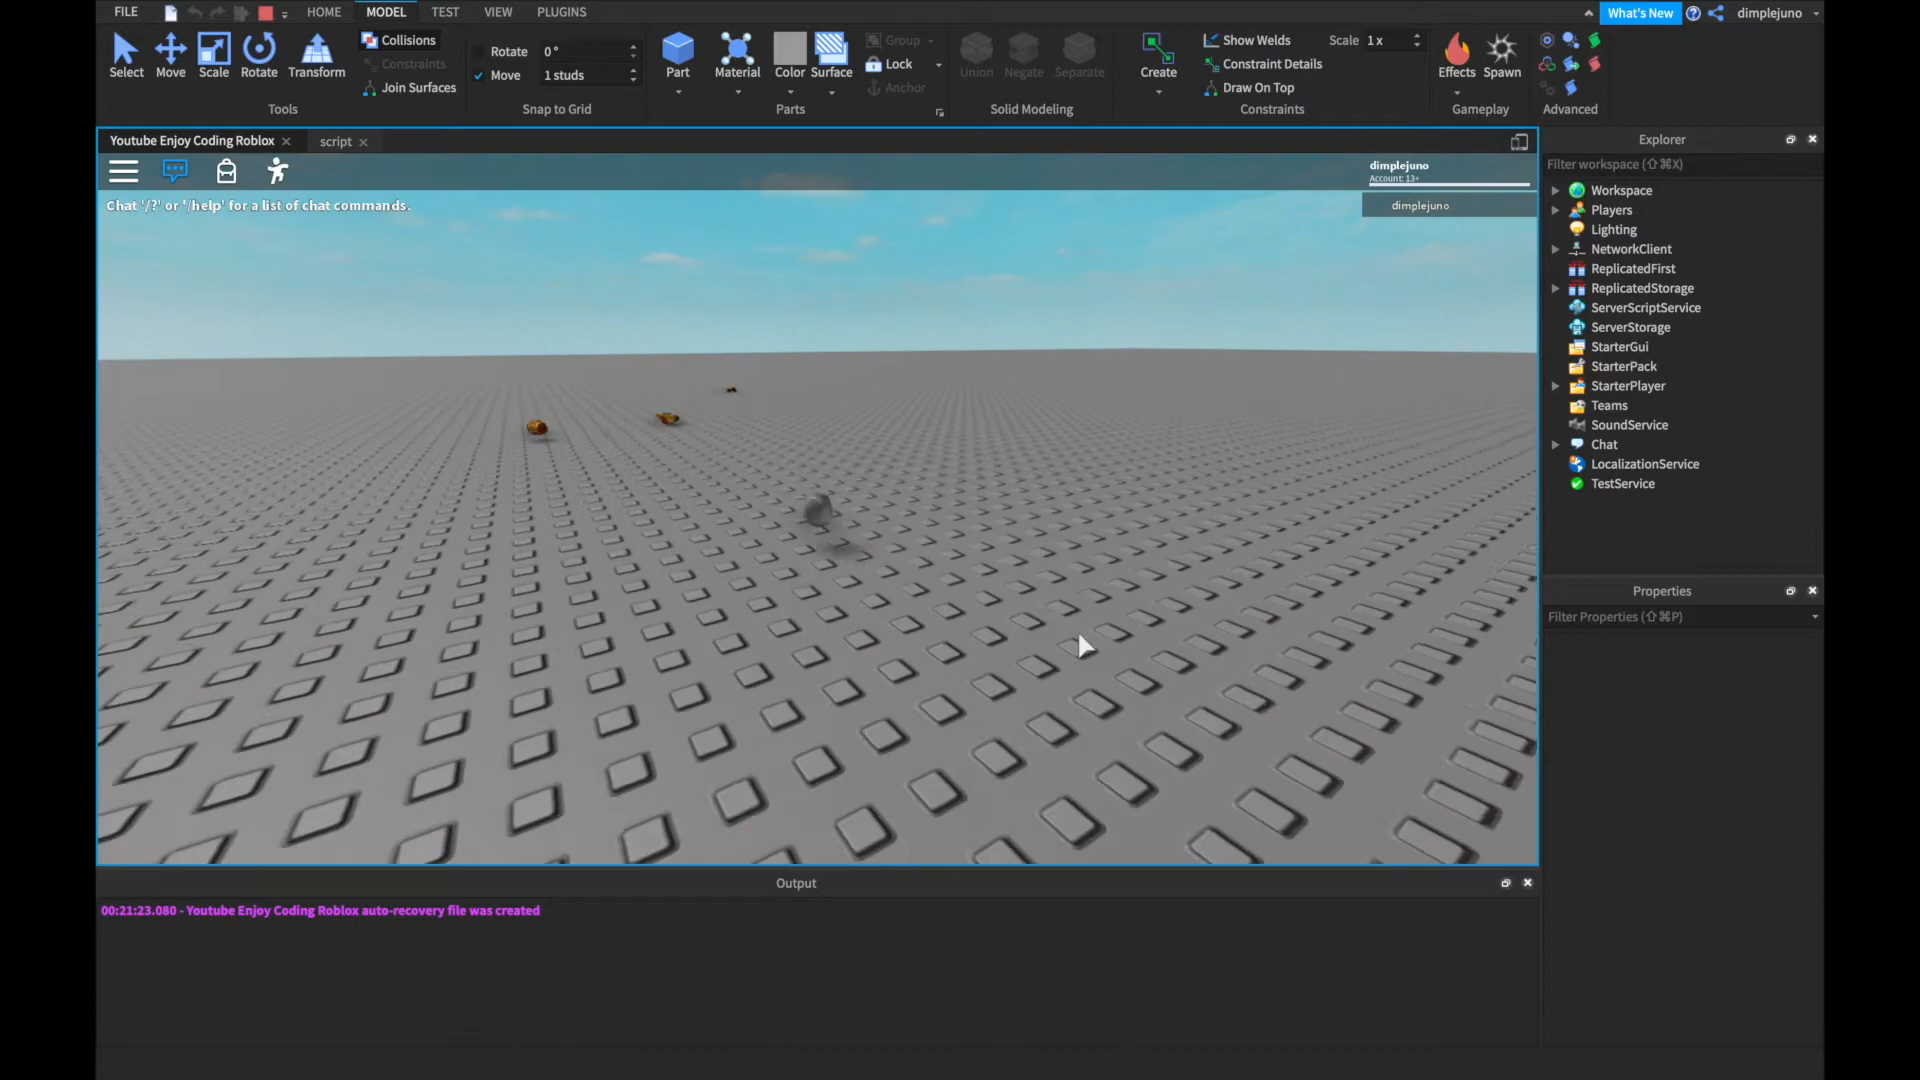 FILE HOME MODEL TEST VIEW PLUGINS What's New dimplejuno
Select Move Scale Rotate Transform
Collisions
Constraints
Join Surfaces
Tools
Rotate 0 °
Move 1 studs
Snap to Grid
Part Material Color Surface
Group
Lock
Anchor
Parts
Union Negate Separate
Solid Modeling
Create
Show Welds Scale 1 x
Constraint Details
Draw On Top
Constraints
Effects Spawn
Gameplay
Advanced
Youtube Enjoy Coding Roblox script
dimplejuno
Account: 13+
dimplejuno
Chat '/?' or '/help' for a list of chat commands.
Explorer
Filter workspace (⇧⌘X)
Workspace
Players
Lighting
NetworkClient
ReplicatedFirst
ReplicatedStorage
ServerScriptService
ServerStorage
StarterGui
StarterPack
StarterPlayer
Teams
SoundService
Chat
LocalizationService
TestService
Properties
Filter Properties (⇧⌘P)
Output
00:21:23.080 - Youtube Enjoy Coding Roblox auto-recovery file was created